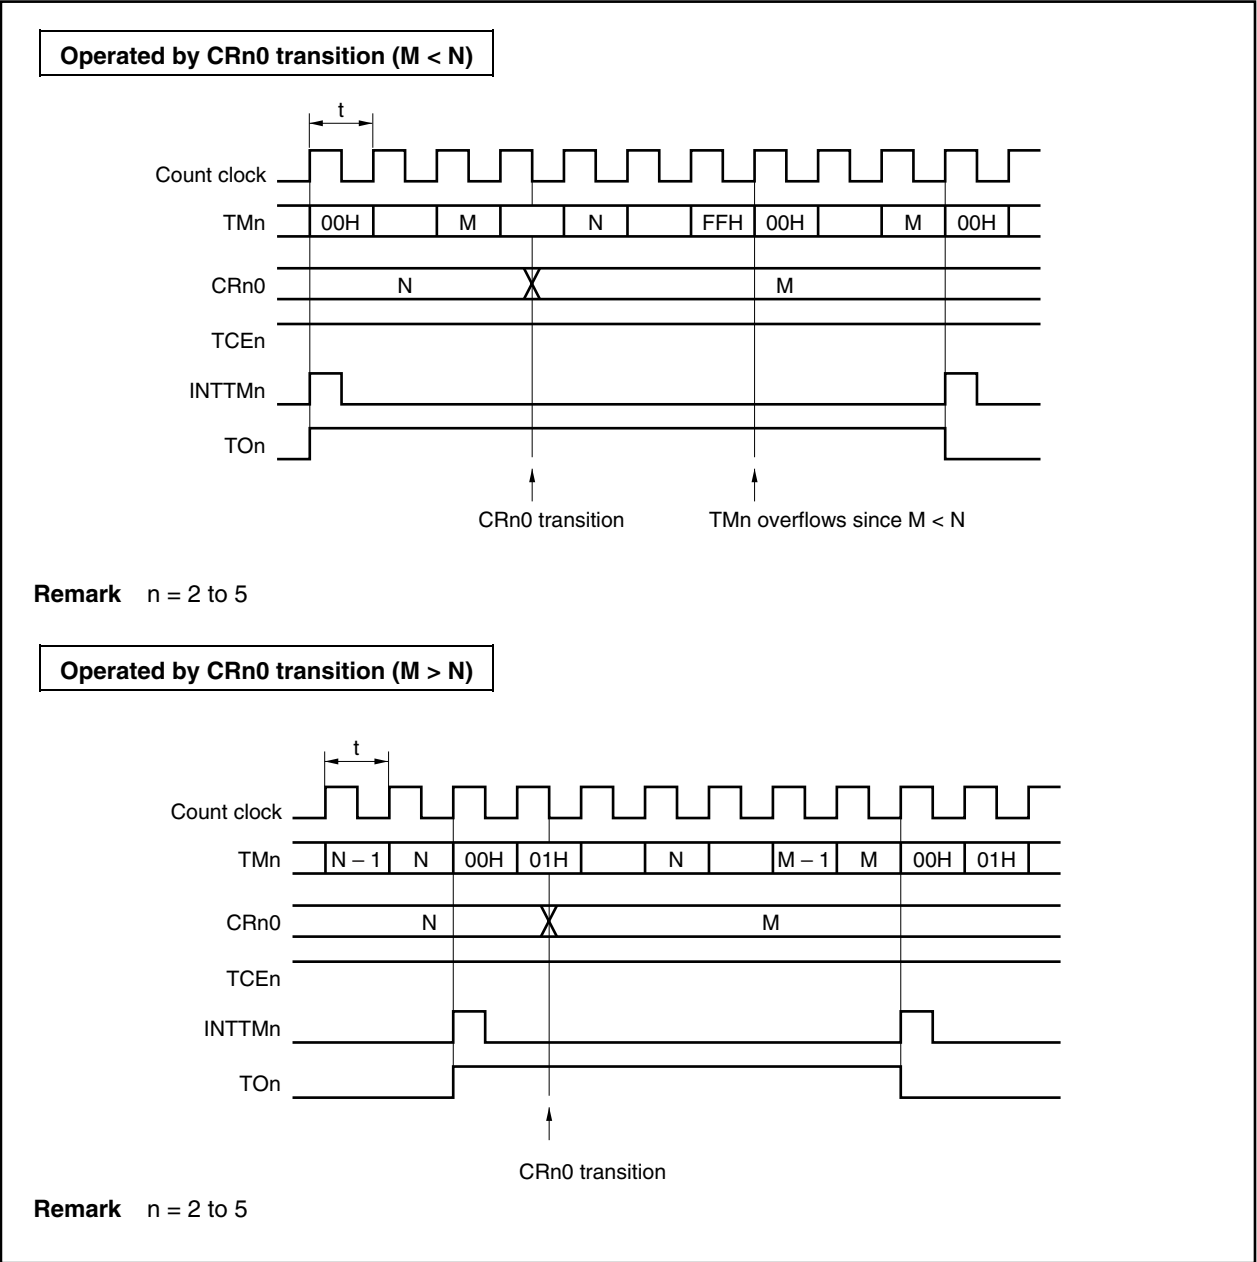 Operated by CRn0 transition (M < N)
t
Count clock
TMn 00H M N FFH 00H M 00H
CRn0 N M
TCEn
INTTMn
TOn
CRn0 transition TMn overflows since M < N
Remark n = 2 to 5
Operated by CRn0 transition (M > N)
t
Count clock
TMn N – 1 N 00H 01H N M – 1 M 00H 01H
CRn0 N M
TCEn
INTTMn
TOn
CRn0 transition
Remark n = 2 to 5